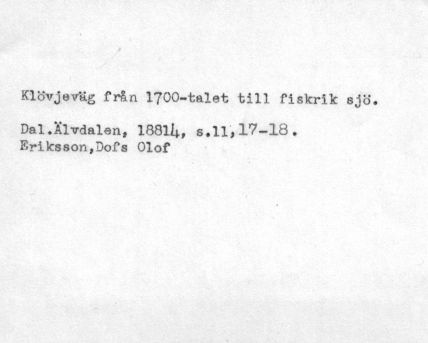 Klövjeväg från 1700-talet till fiskrik sjö.
Dal.Älvdalen, 18814, s.11,17-18.
Eriksson,Dofs Olof